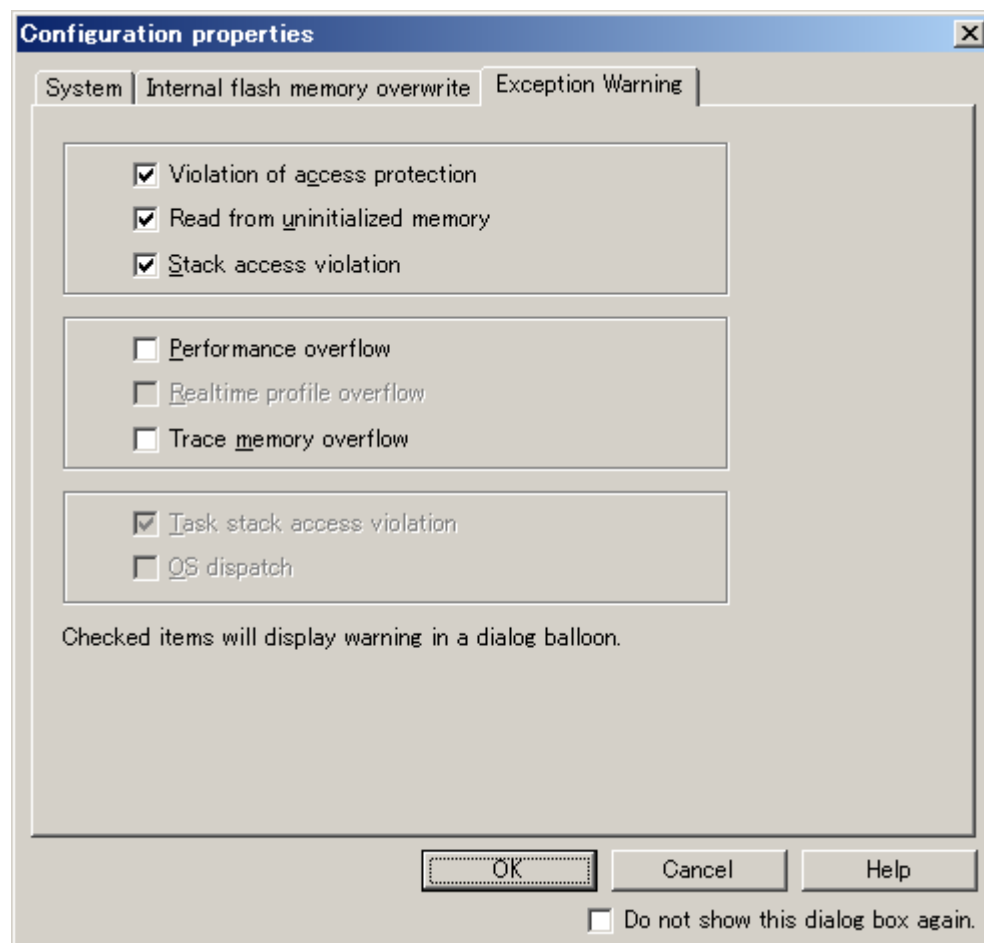 Configuration properties
System
Internal flash memory overwrite
Exception Warning
Violation of access protection
Read from uninitialized memory
Stack access violation
Performance overflow
Realtime profile overflow
Trace memory overflow
Task stack access violation
OS dispatch
Checked items will display warning in a dialog balloon.
OK
Cancel
Help
Do not show this dialog box again.